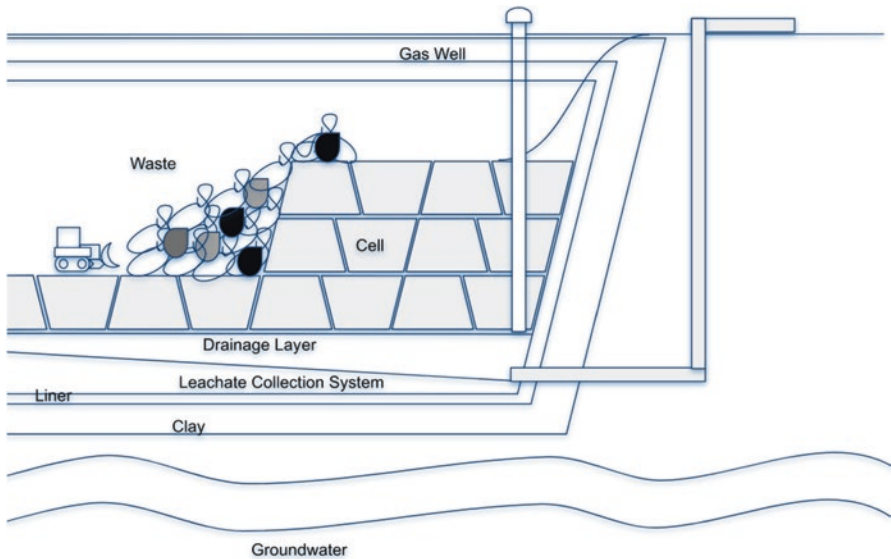 Gas Well
Waste
Cell
Drainage Layer
Leachate Collection System
Liner
Clay
Groundwater